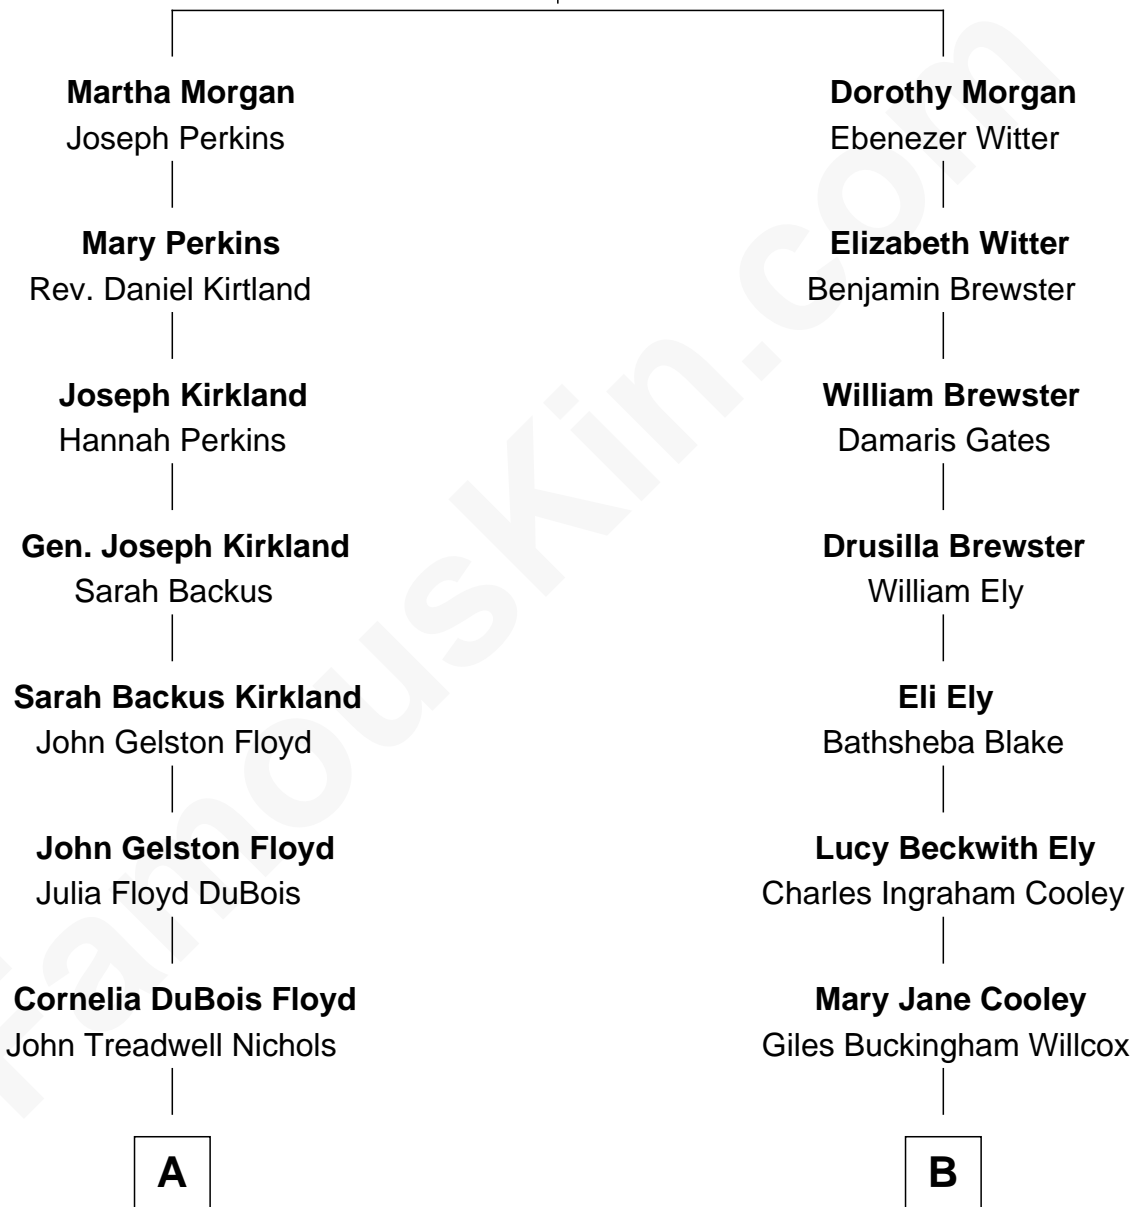 Martha Morgan
Joseph Perkins
Dorothy Morgan
Ebenezer Witter
Mary Perkins
Rev. Daniel Kirtland
Elizabeth Witter
Benjamin Brewster
Joseph Kirkland
Hannah Perkins
William Brewster
Damaris Gates
Gen. Joseph Kirkland
Sarah Backus
Drusilla Brewster
William Ely
Sarah Backus Kirkland
John Gelston Floyd
Eli Ely
Bathsheba Blake
John Gelston Floyd
Julia Floyd DuBois
Lucy Beckwith Ely
Charles Ingraham Cooley
Cornelia DuBois Floyd
John Treadwell Nichols
Mary Jane Cooley
Giles Buckingham Willcox
A
B
FamousKin.com